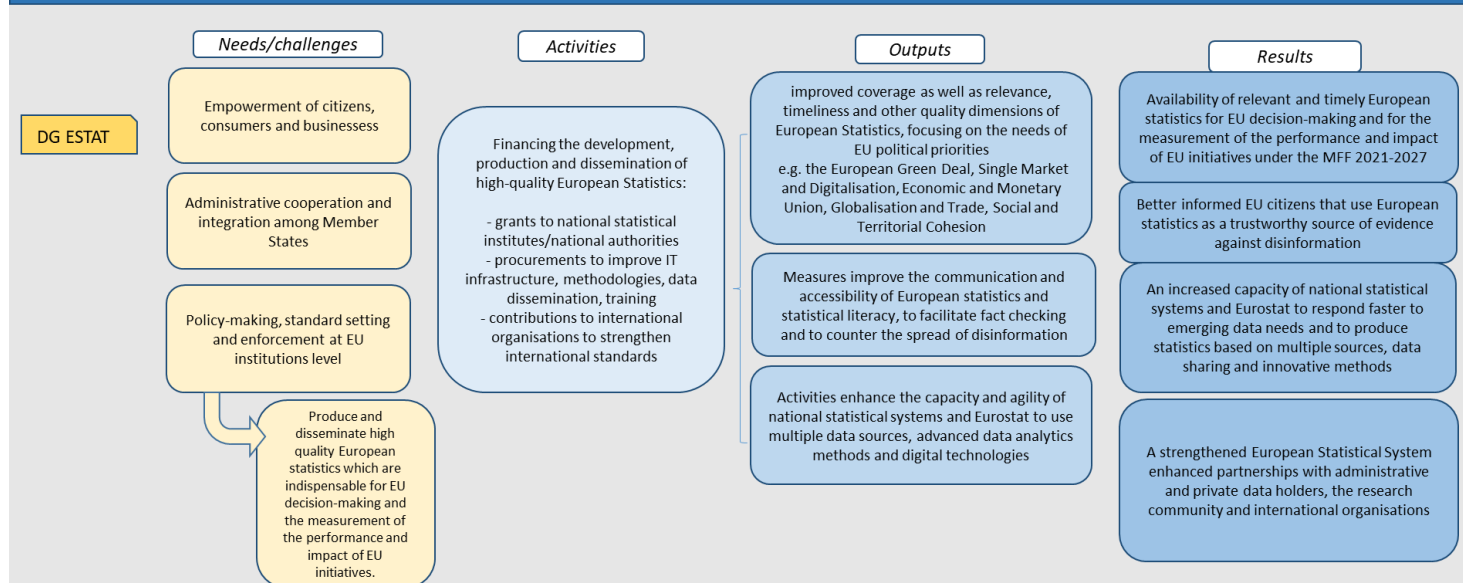 Needs/challenges
Activities
Outputs
Results
DG ESTAT
Empowerment of citizens,
consumers and businessess
Administrative cooperation and
integration among Member
States
Policy-making, standard setting
and enforcement at EU
institutions level
Produce and
disseminate high
quality European
statistics which are
indispensable for EU
decision-making and
the measurement of
the performance and
impact of EU
initiatives.
Financing the development,
production and dissemination of
high-quality European Statistics:
- grants to national statistical
institutes/national authorities
- procurements to improve IT
infrastructure, methodologies, data
dissemination, training
- contributions to international
organisations to strengthen
international standards
improved coverage as well as relevance,
timeliness and other quality dimensions of
European Statistics, focusing on the needs of
EU political priorities
e.g. the European Green Deal, Single Market
and Digitalisation, Economic and Monetary
Union, Globalisation and Trade, Social and
Territorial Cohesion
Measures improve the communication and
accessibility of European statistics and
statistical literacy, to facilitate fact checking
and to counter the spread of disinformation
Activities enhance the capacity and agility of
national statistical systems and Eurostat to use
multiple data sources, advanced data analytics
methods and digital technologies
Availability of relevant and timely European
statistics for EU decision-making and for the
measurement of the performance and impact
of EU initiatives under the MFF 2021-2027
Better informed EU citizens that use European
statistics as a trustworthy source of evidence
against disinformation
An increased capacity of national statistical
systems and Eurostat to respond faster to
emerging data needs and to produce
statistics based on multiple sources, data
sharing and innovative methods
A strengthened European Statistical System
enhanced partnerships with administrative
and private data holders, the research
community and international organisations